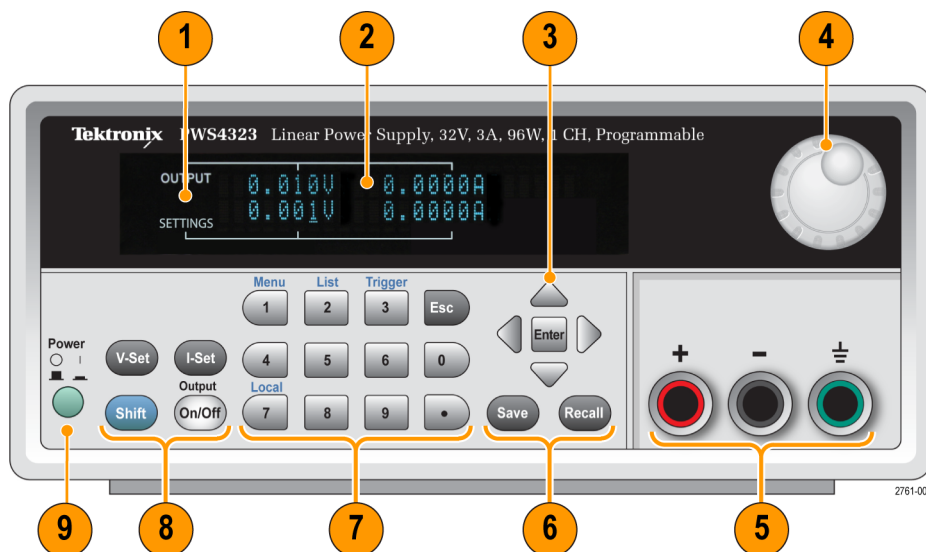 1 2 3 4
Tektronix PWS4323 Linear Power Supply, 32V, 3A, 96W, 1 CH, Programmable
OUTPUT 0.010V 0.0000A
SETTINGS 0.001V 0.0000A
Menu List Trigger
1 2 3 Esc
Power
V-Set I-Set 4 5 6 0 Enter
Output Local
Shift On/Off 7 8 9 • Save Recall
+ −
2761-00
9 8 7 6 5